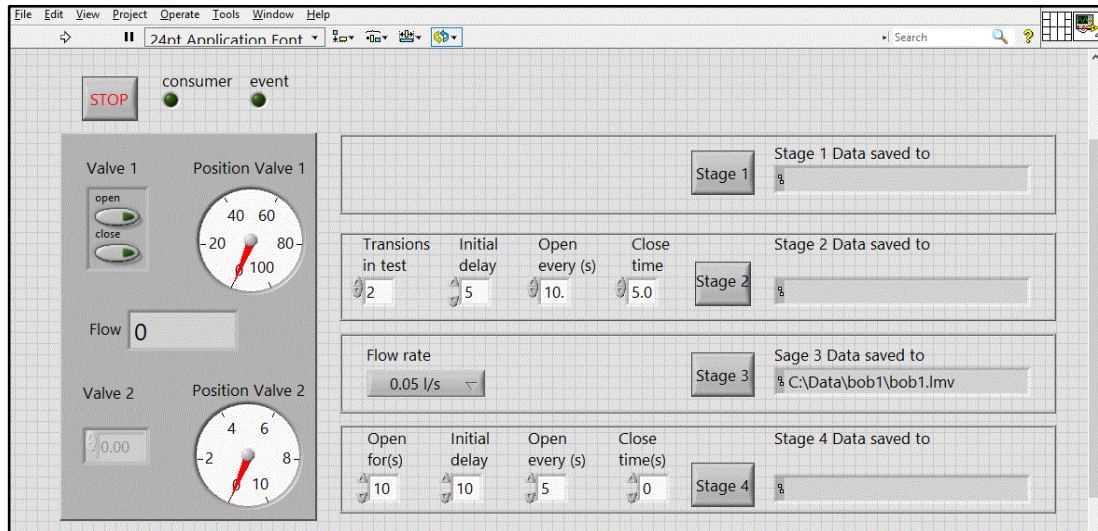 File Edit View Project Operate Tools Window Help
24pt Application Font
Search
?
STOP
consumer event
Valve 1
open
close
Position Valve 1
0 20 40 60 80 100
Flow 0
Valve 2
0.00
Position Valve 2
0 2 4 6 8 10
Stage 1
Stage 1 Data saved to
Transions in test
2
Initial delay
5
Open every (s)
10.
Close time
5.0
Stage 2
Stage 2 Data saved to
Flow rate
0.05 l/s
Stage 3
Sage 3 Data saved to
C:\Data\bob1\bob1.lmv
Open for(s)
10
Initial delay
10
Open every (s)
5
Close time(s)
0
Stage 4
Stage 4 Data saved to